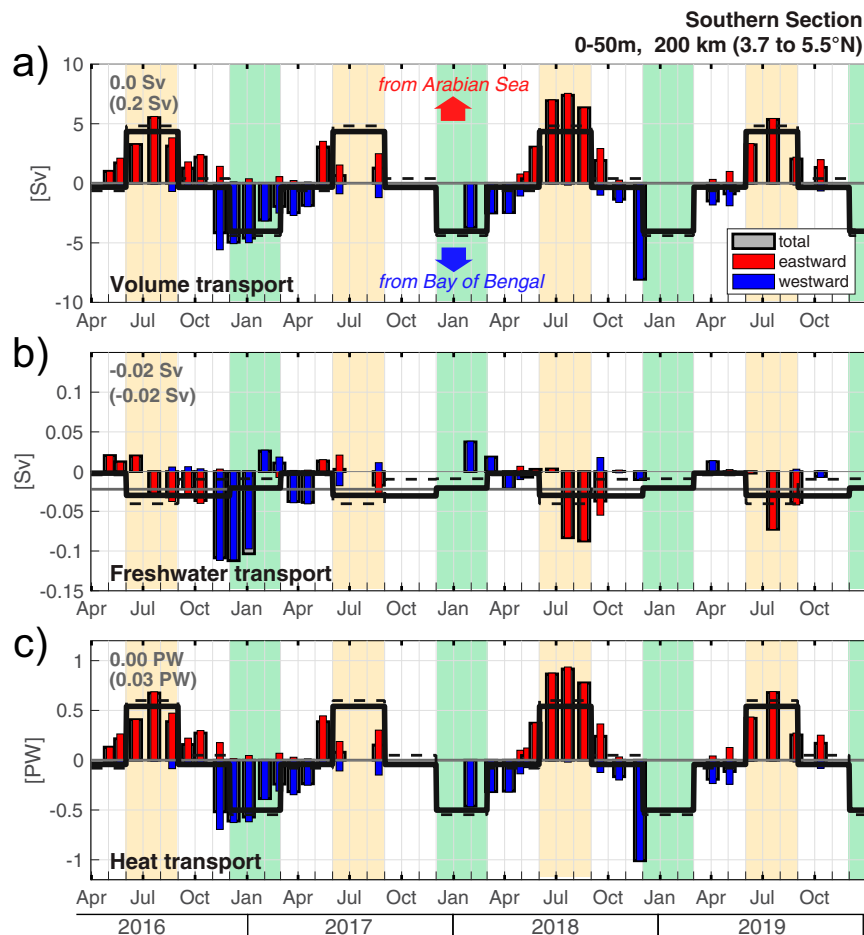 Southern Section
0-50m, 200 km (3.7 to 5.5°N)
a)
0.0 Sv
(0.2 Sv)
from Arabian Sea
from Bay of Bengal
Volume transport
total
eastward
westward
[Sv]
10
5
0
-5
-10
Apr Jul Oct Jan Apr Jul Oct Jan Apr Jul Oct Jan Apr Jul Oct
b)
-0.02 Sv
(-0.02 Sv)
Freshwater transport
[Sv]
0.1
0.05
0
-0.05
-0.1
-0.15
Apr Jul Oct Jan Apr Jul Oct Jan Apr Jul Oct Jan Apr Jul Oct
c)
0.00 PW
(0.03 PW)
Heat transport
[PW]
1
0.5
0
-0.5
-1
Apr Jul Oct Jan Apr Jul Oct Jan Apr Jul Oct Jan Apr Jul Oct
2016 2017 2018 2019